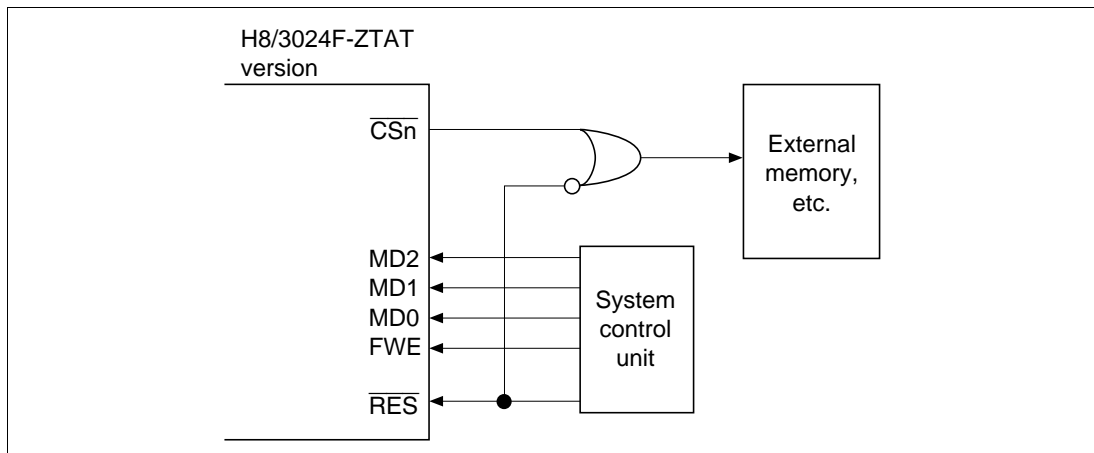 H8/3024F-ZTAT
version
CSn
External
memory,
etc.
MD2
MD1
MD0
FWE
RES
System
control
unit